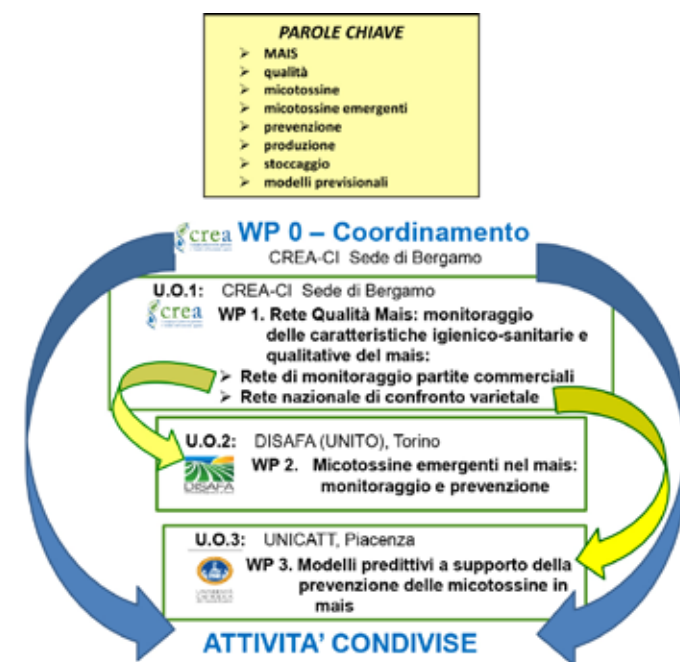 PAROLE CHIAVE
➢ MAIS
➢ qualità
➢ micotossine
➢ micotossine emergenti
➢ prevenzione
➢ produzione
➢ stoccaggio
➢ modelli previsionali
crea WP 0 – Coordinamento
CREA-CI Sede di Bergamo
U.O.1: CREA-CI Sede di Bergamo
crea WP 1. Rete Qualità Mais: monitoraggio
delle caratteristiche igienico-sanitarie e
qualitative del mais:
➢ Rete di monitoraggio partite commerciali
➢ Rete nazionale di confronto varietale
U.O.2: DISAFA (UNITO), Torino
DISAFA WP 2. Micotossine emergenti nel mais:
monitoraggio e prevenzione
U.O.3: UNICATT, Piacenza
WP 3. Modelli predittivi a supporto della
prevenzione delle micotossine in
mais
ATTIVITA' CONDIVISE